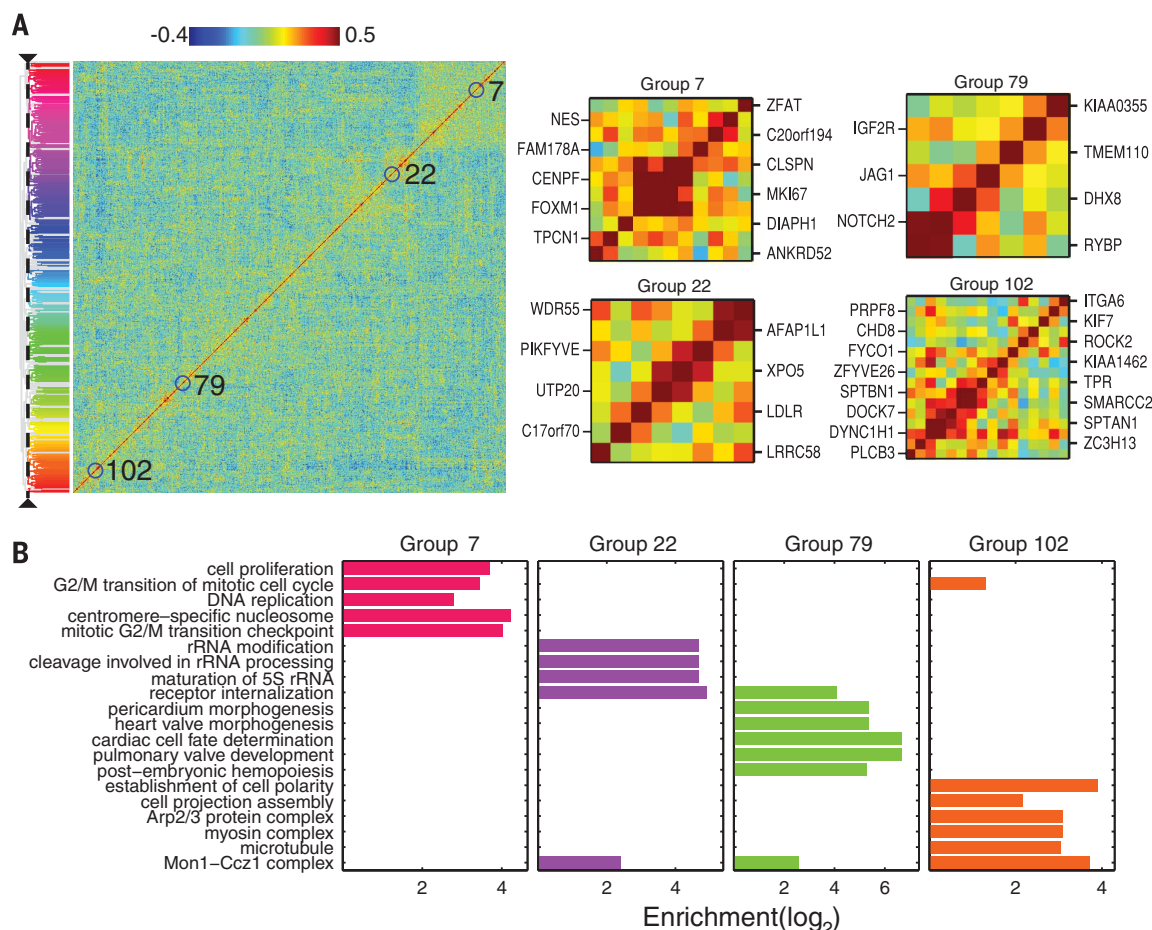 A
-0.4
0.5
7
22
79
102
Group 7
NES
FAM178A
CENPF
FOXM1
TPCN1
ZFAT
C20orf194
CLSPN
MKI67
DIAPH1
ANKRD52
Group 79
IGF2R
JAG1
NOTCH2
KIAA0355
TMEM110
DHX8
RYBP
Group 22
WDR55
PIKFYVE
UTP20
C17orf70
AFAP1L1
XPO5
LDLR
LRRC58
Group 102
PRPF8
CHD8
FYCO1
ZFYVE26
SPTBN1
DOCK7
DYNC1H1
PLCB3
ITGA6
KIF7
ROCK2
KIAA1462
TPR
SMARCC2
SPTAN1
ZC3H13
B
Group 7
Group 22
Group 79
Group 102
cell proliferation
G2/M transition of mitotic cell cycle
DNA replication
centromere−specific nucleosome
mitotic G2/M transition checkpoint
rRNA modification
cleavage involved in rRNA processing
maturation of 5S rRNA
receptor internalization
pericardium morphogenesis
heart valve morphogenesis
cardiac cell fate determination
pulmonary valve development
post−embryonic hemopoiesis
establishment of cell polarity
cell projection assembly
Arp2/3 protein complex
myosin complex
microtubule
Mon1−Ccz1 complex
2 4
2 4
2 4 6
2 4
Enrichment(log2)